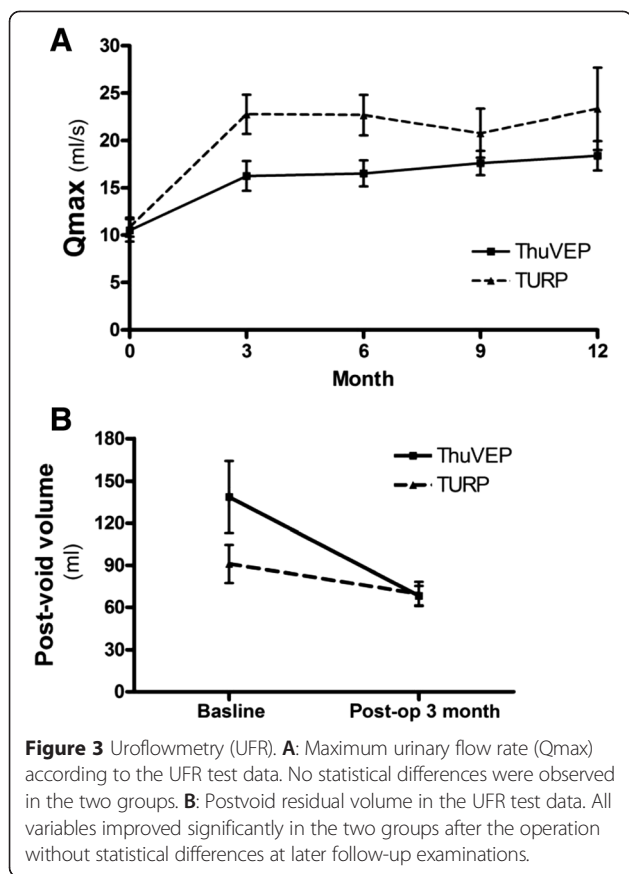 A
30
25
20
15
10
5
0
Qmax (ml/s)
ThuVEP
TURP
0 3 6 9 12
Month
B
180
150
120
90
60
30
0
Post-void volume
(ml)
ThuVEP
TURP
Basline Post-op 3 month
Figure 3 Uroflowmetry (UFR). A: Maximum urinary flow rate (Qmax)
according to the UFR test data. No statistical differences were observed
in the two groups. B: Postvoid residual volume in the UFR test data. All
variables improved significantly in the two groups after the operation
without statistical differences at later follow-up examinations.